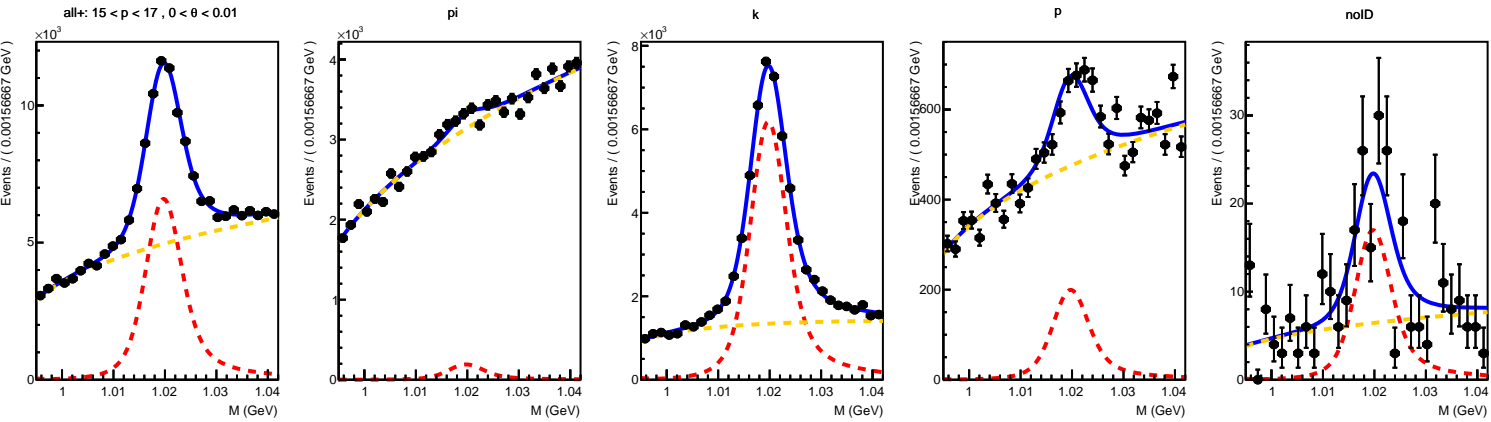 all+: 15 < p < 17 , 0 < θ < 0.01
×10³
Events / ( 0.00156667 GeV )
10
5
0
1 1.01 1.02 1.03 1.04
M (GeV)
pi
×10³
Events / ( 0.00156667 GeV )
4
3
2
1
0
1 1.01 1.02 1.03 1.04
M (GeV)
k
×10³
Events / ( 0.00156667 GeV )
8
6
4
2
0
1 1.01 1.02 1.03 1.04
M (GeV)
p
Events / ( 0.00156667 GeV )
600
400
200
0
1 1.01 1.02 1.03 1.04
M (GeV)
noID
Events / ( 0.00156667 GeV )
30
20
10
0
1 1.01 1.02 1.03 1.04
M (GeV)